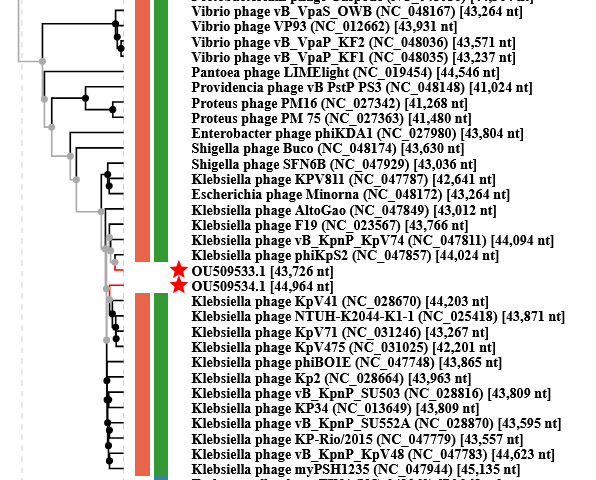 Vibrio phage vB_VpaS_OWB (NC_048167) [43,264 nt]
Vibrio phage VP93 (NC_012662) [43,931 nt]
Vibrio phage vB_VpaP_KF2 (NC_048036) [43,571 nt]
Vibrio phage vB_VpaP_KF1 (NC_048035) [43,237 nt]
Pantoea phage LIMElight (NC_019454) [44,546 nt]
Providencia phage vB PstP PS3 (NC_048148) [41,024 nt]
Proteus phage PM16 (NC_027342) [41,268 nt]
Proteus phage PM 75 (NC_027363) [41,480 nt]
Enterobacter phage phiKDA1 (NC_027980) [43,804 nt]
Shigella phage Buco (NC_048174) [43,630 nt]
Shigella phage SFN6B (NC_047929) [43,036 nt]
Klebsiella phage KPV811 (NC_047787) [42,641 nt]
Escherichia phage Minorna (NC_048172) [43,264 nt]
Klebsiella phage AltoGao (NC_047849) [43,012 nt]
Klebsiella phage F19 (NC_023567) [43,766 nt]
Klebsiella phage vB_KpnP_KpV74 (NC_047811) [44,094 nt]
Klebsiella phage phiKpS2 (NC_047857) [44,024 nt]
OU509533.1 [43,726 nt]
OU509534.1 [44,964 nt]
Klebsiella phage KpV41 (NC_028670) [44,203 nt]
Klebsiella phage NTUH-K2044-K1-1 (NC_025418) [43,871 nt]
Klebsiella phage KpV71 (NC_031246) [43,267 nt]
Klebsiella phage KpV475 (NC_031025) [42,201 nt]
Klebsiella phage phiBO1E (NC_047748) [43,865 nt]
Klebsiella phage Kp2 (NC_028664) [43,963 nt]
Klebsiella phage vB_KpnP_SU503 (NC_028816) [43,809 nt]
Klebsiella phage KP34 (NC_013649) [43,809 nt]
Klebsiella phage vB_KpnP_SU552A (NC_028870) [43,595 nt]
Klebsiella phage KP-Rio/2015 (NC_047779) [43,557 nt]
Klebsiella phage vB_KpnP_KpV48 (NC_047783) [44,623 nt]
Klebsiella phage myPSH1235 (NC_047944) [45,135 nt]